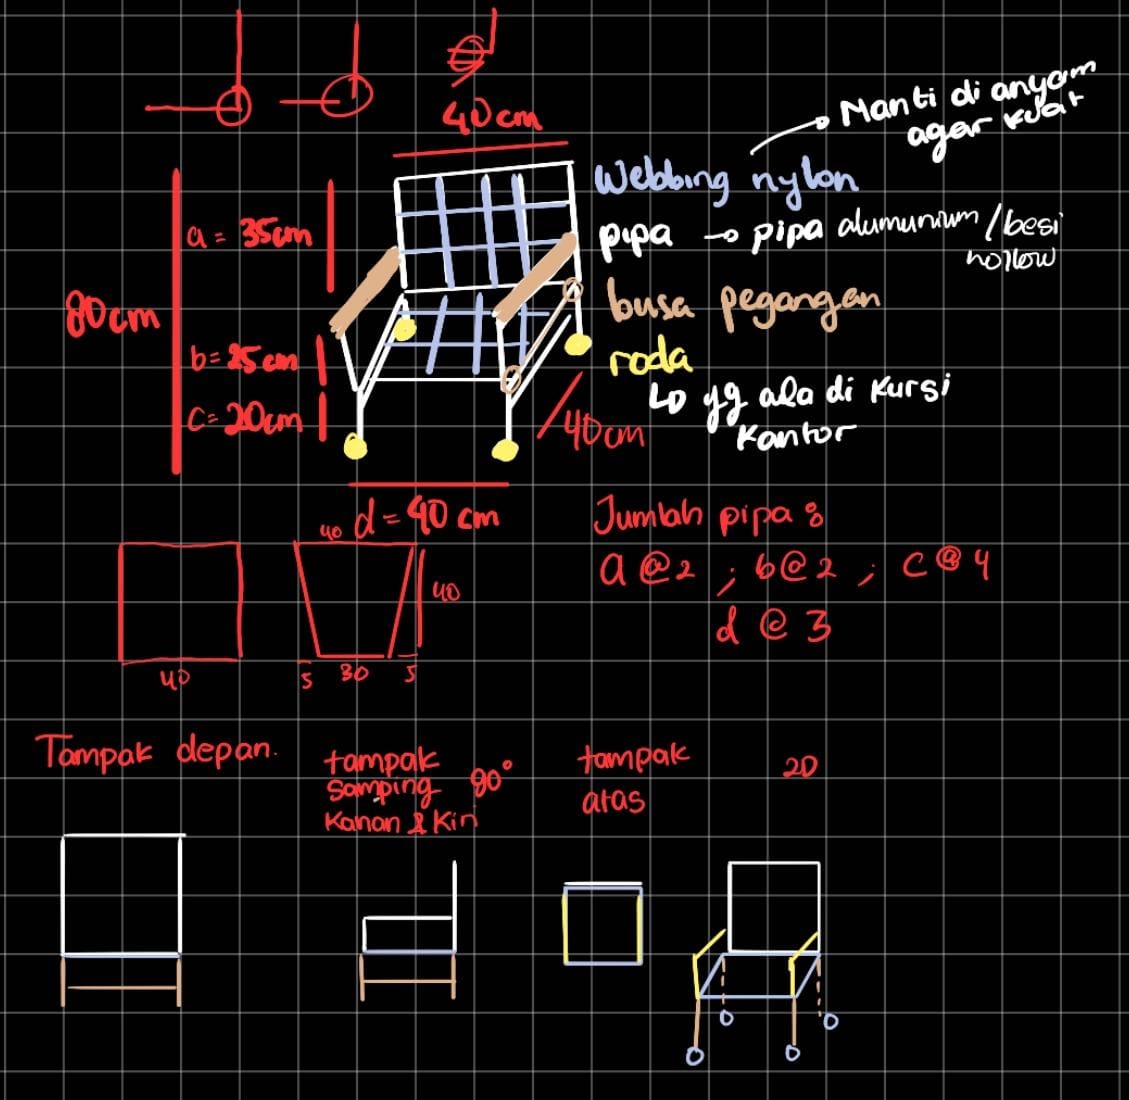 40cm
Nanti di anyam
agar kuat
Webbing nylon
a = 35cm
pipa → pipa alumunium /besi
hollow
80cm
busa pegangan
b= 25cm
roda
↳ yg ada di kursi
kantor
c= 20cm
40cm
d = 40 cm
Jumlah pipa :
a @2 ; b@2 ; c@4
d @ 3
40
40
40
5 30 5
Tampak depan.
tampak
samping 90°
Kanan & Kiri
tampak
atas
2D